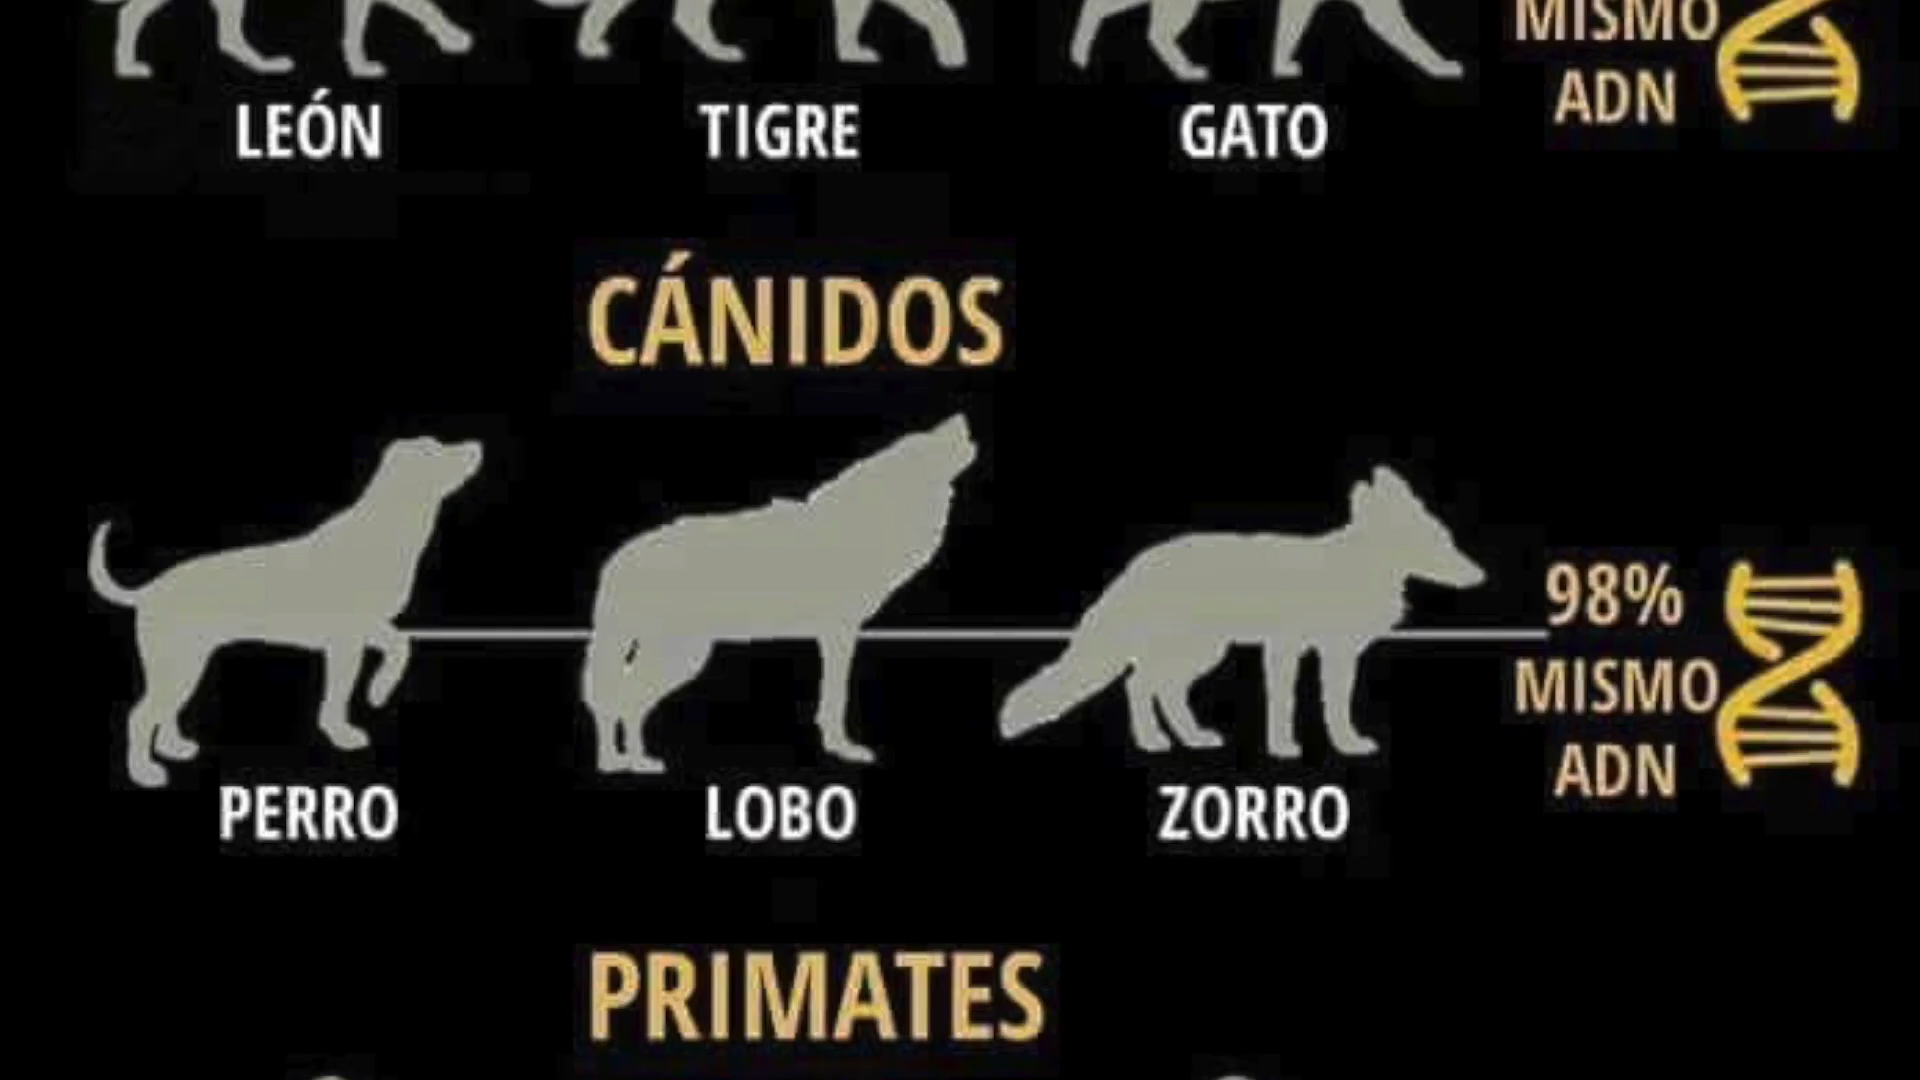 MISMO
ADN
LEÓN TIGRE GATO
CÁNIDOS
98%
MISMO
ADN
PERRO LOBO ZORRO
PRIMATES